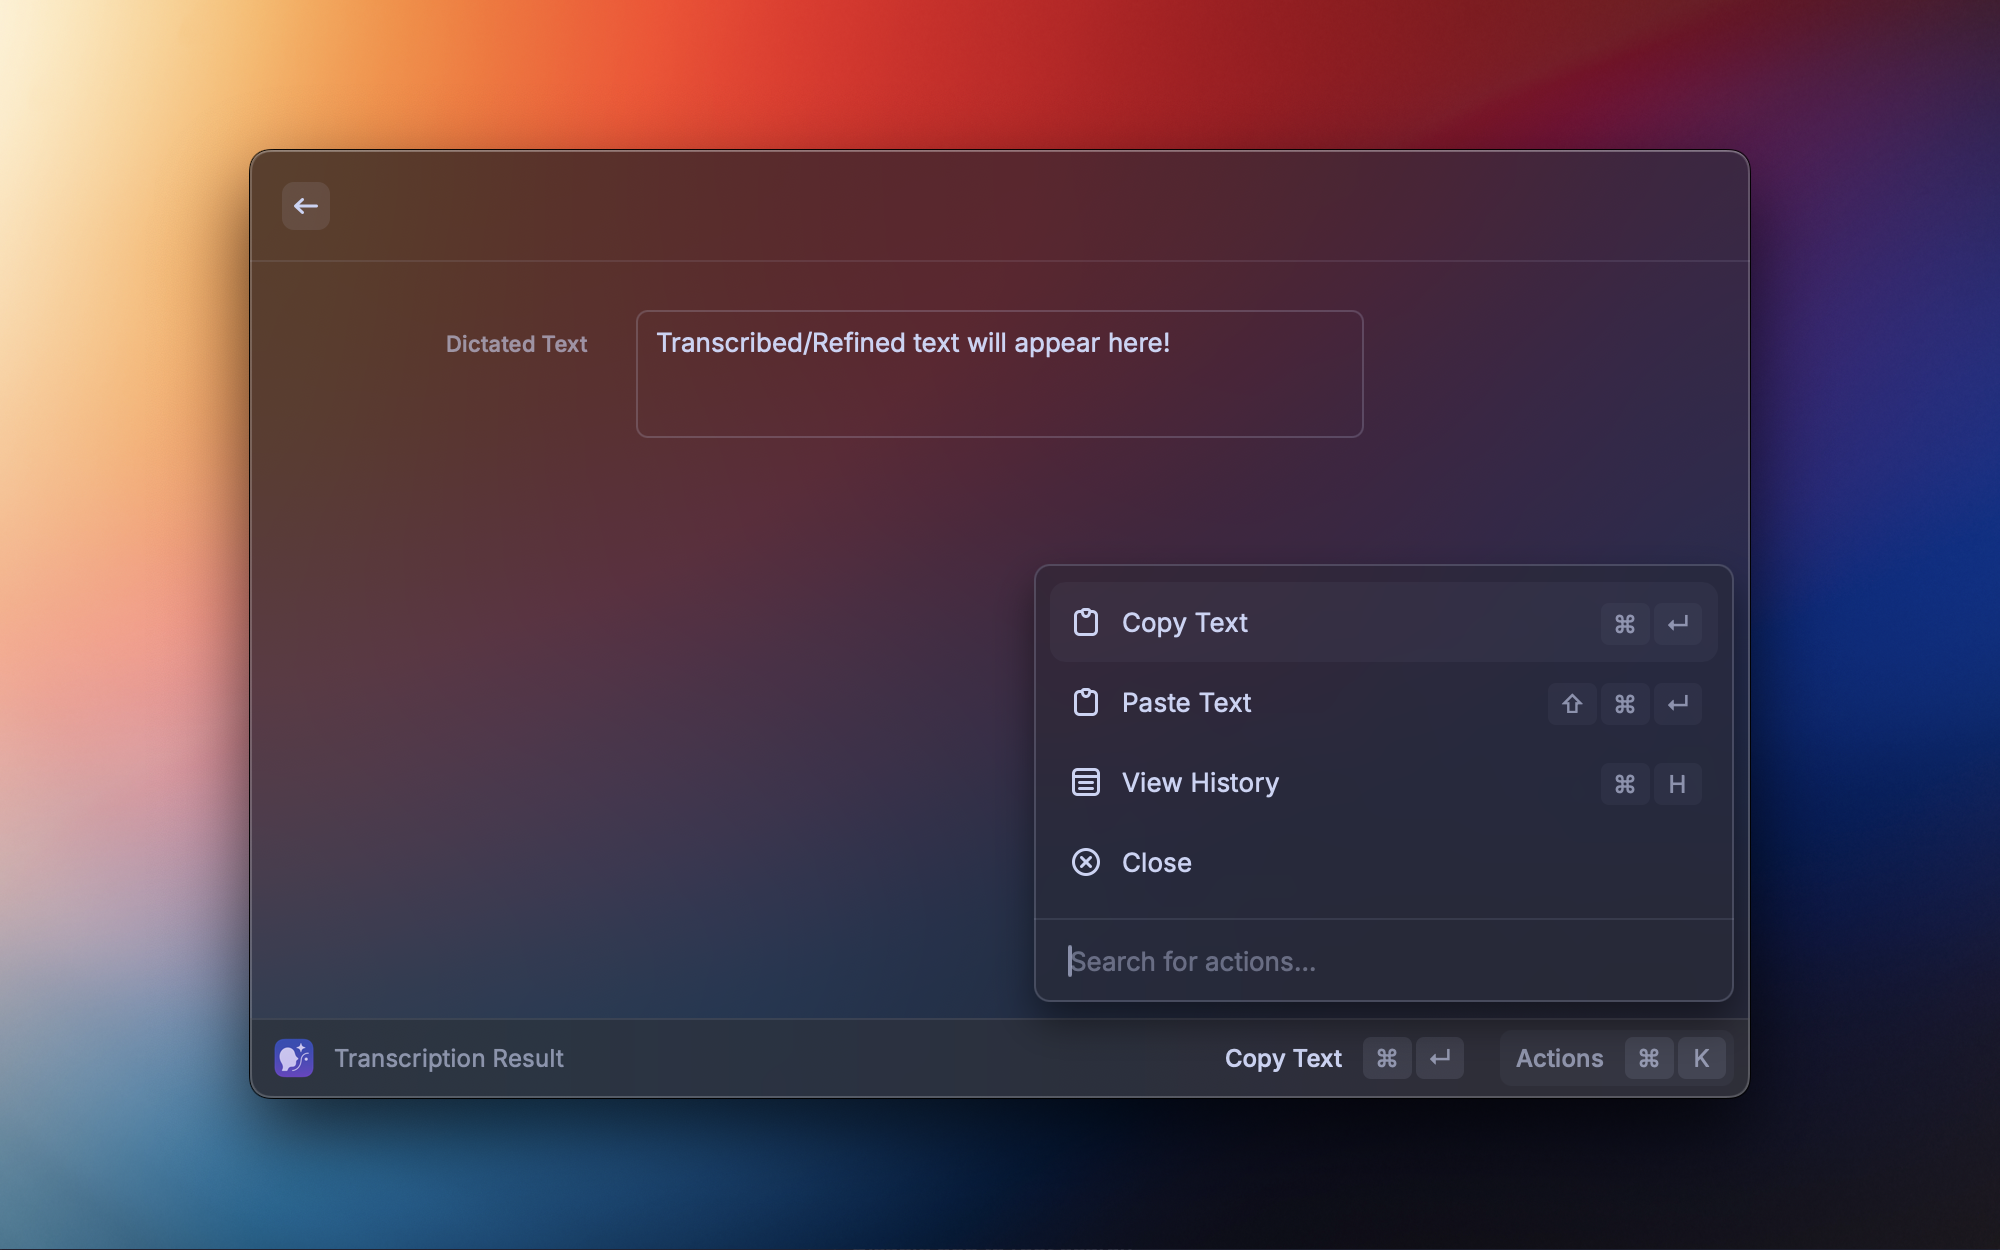 Dictated Text
Transcribed/Refined text will appear here!
Copy Text ⌘ ↵
Paste Text ⇧ ⌘ ↵
View History ⌘ H
Close
Search for actions...
Transcription Result
Copy Text ⌘ ↵
Actions ⌘ K